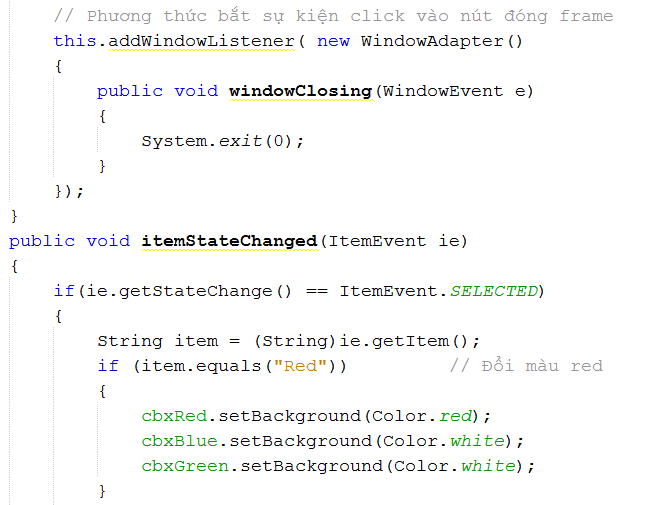 // Phương thức bắt sự kiện click vào nút đóng frame
this.addWindowListener( new WindowAdapter()
{
public void windowClosing(WindowEvent e)
{
System.exit(0);
}
});
}
public void itemStateChanged(ItemEvent ie)
{
if(ie.getStateChange() == ItemEvent.SELECTED)
{
String item = (String)ie.getItem();
if (item.equals("Red")) // Đổi màu red
{
cbxRed.setBackground(Color.red);
cbxBlue.setBackground(Color.white);
cbxGreen.setBackground(Color.white);
}